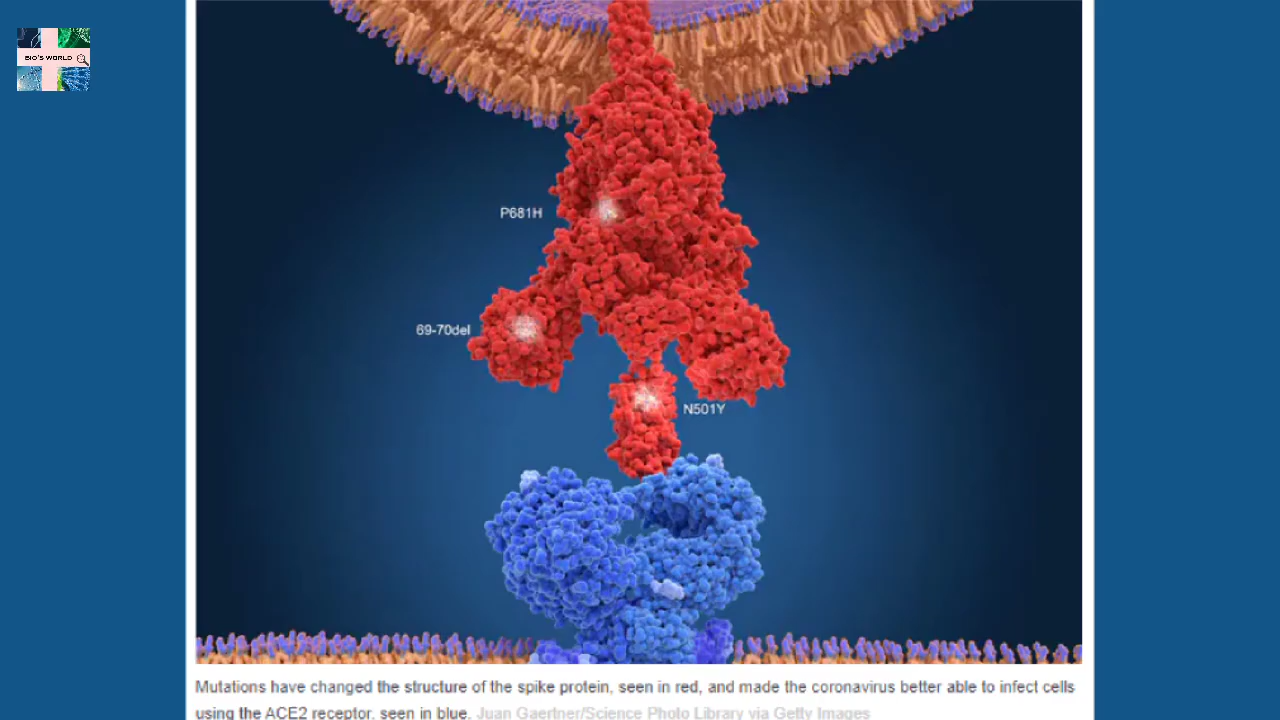 BIO'S WORLD
P681H
69-70del
N501Y
Mutations have changed the structure of the spike protein, seen in red, and made the coronavirus better able to infect cells
using the ACE2 receptor, seen in blue. Juan Gaertner/Science Photo Library via Getty Images